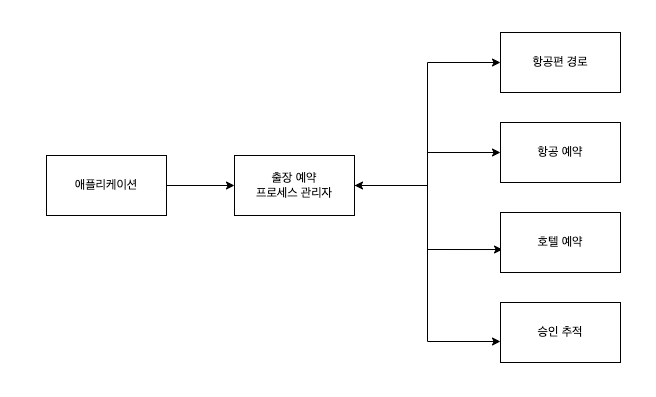 항공편 경로
항공 예약
애플리케이션
출장 예약
프로세스 관리자
호텔 예약
승인 추적